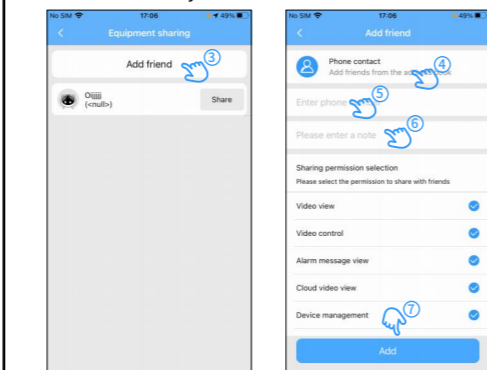 No SIM 17:06 49%
Equipment sharing
Add friend ③
Oijjjj
(<null>)
Share
No SIM 17:06 49%
Add friend
Phone contact ④
Add friends from the
Enter phone ⑤
Please enter a note ⑥
Sharing permission selection
Please select the permission to share with friends
Video view
Video control
Alarm message view
Cloud video view
Device management ⑦
Add